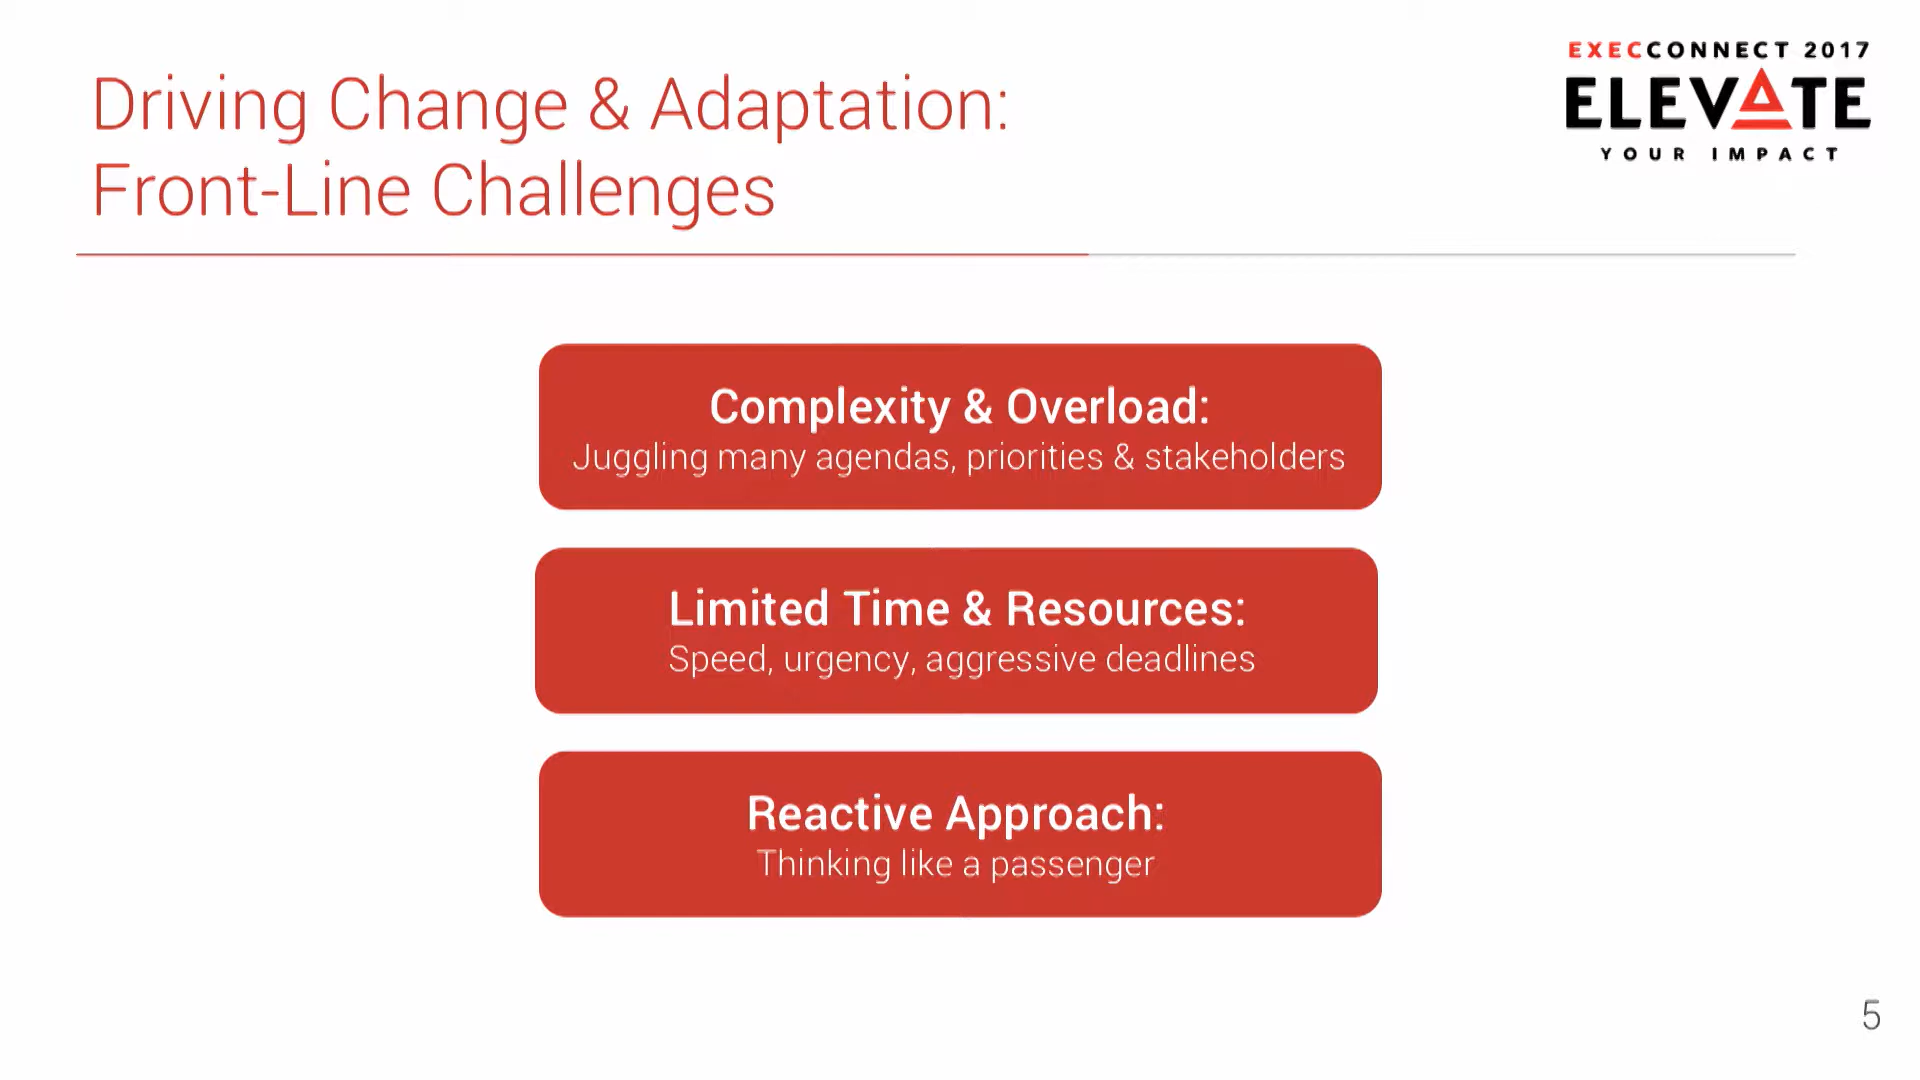 Driving Change & Adaptation:
Front-Line Challenges
EXECCONNECT 2017
ELEVATE
YOUR IMPACT
Complexity & Overload:
Juggling many agendas, priorities & stakeholders
Limited Time & Resources:
Speed, urgency, aggressive deadlines
Reactive Approach:
Thinking like a passenger
5